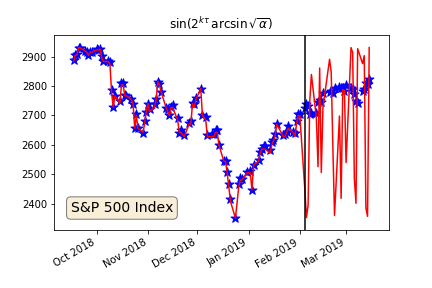 sin(2^{kτ} arcsin√α)
2900
2800
2700
2600
2500
2400
S&P 500 Index
Oct 2018
Nov 2018
Dec 2018
Jan 2019
Feb 2019
Mar 2019